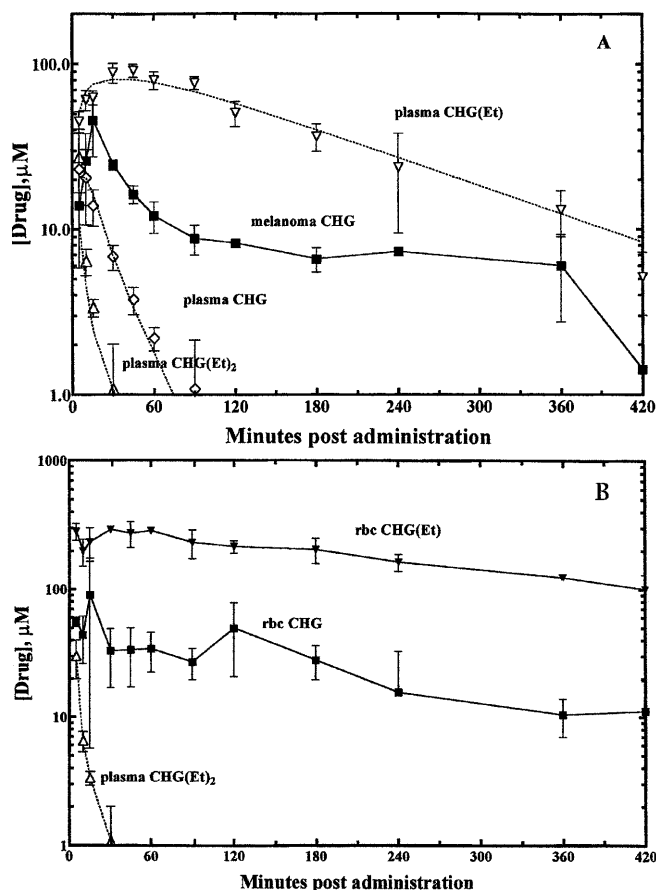 A
100.0
10.0
1.0
[Drug],µM
plasma CHG(Et)
melanoma CHG
plasma CHG
plasma CHG(Et)₂
0 60 120 180 240 300 360 420
Minutes post administration
B
1000
100
10
1
[Drug], µM
rbc CHG(Et)
rbc CHG
plasma CHG(Et)₂
0 60 120 180 240 300 360 420
Minutes post administration